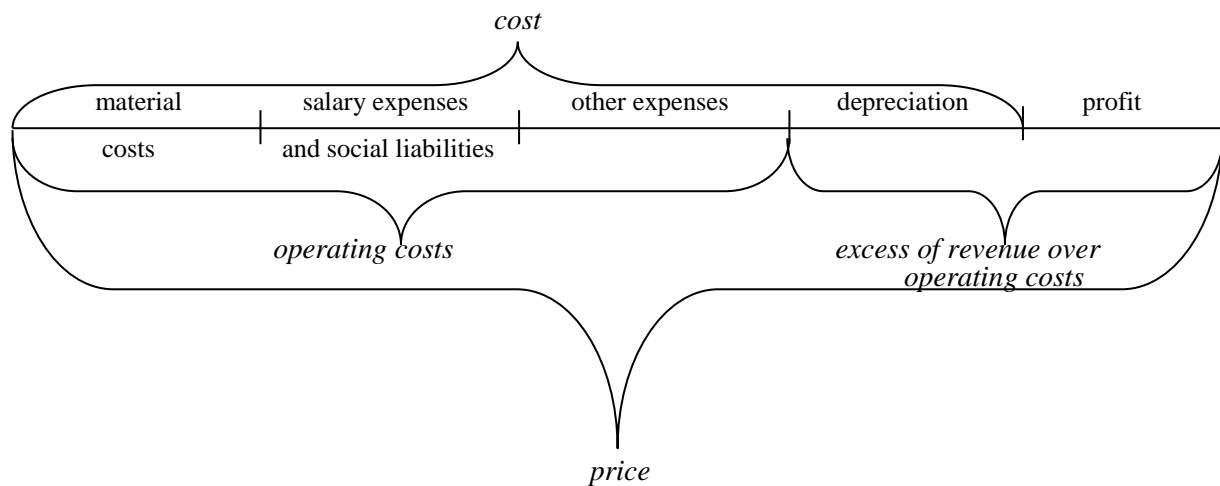 cost
material salary expenses other expenses depreciation profit
costs and social liabilities
operating costs excess of revenue over
operating costs
price